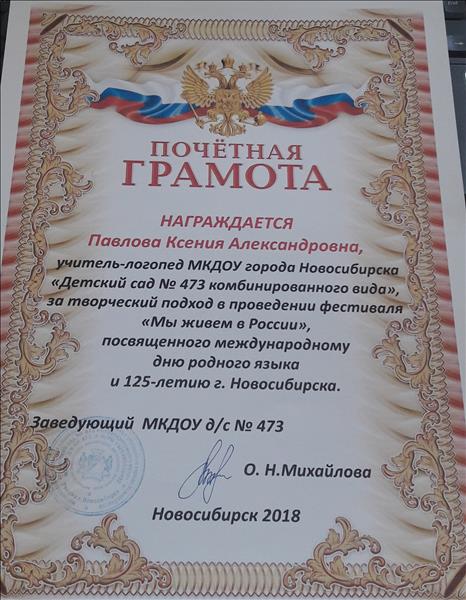 ПОЧЁТНАЯ
ГРАМОТА
НАГРАЖДАЕТСЯ
Павлова Ксения Александровна,
учитель-логопед МКДОУ города Новосибирска
«Детский сад № 473 комбинированного вида»,
за творческий подход в проведении фестиваля
«Мы живем в России»,
посвященного международному
дню родного языка
и 125-летию г. Новосибирска.
Заведующий МКДОУ д/с № 473
О. Н.Михайлова
Новосибирск 2018